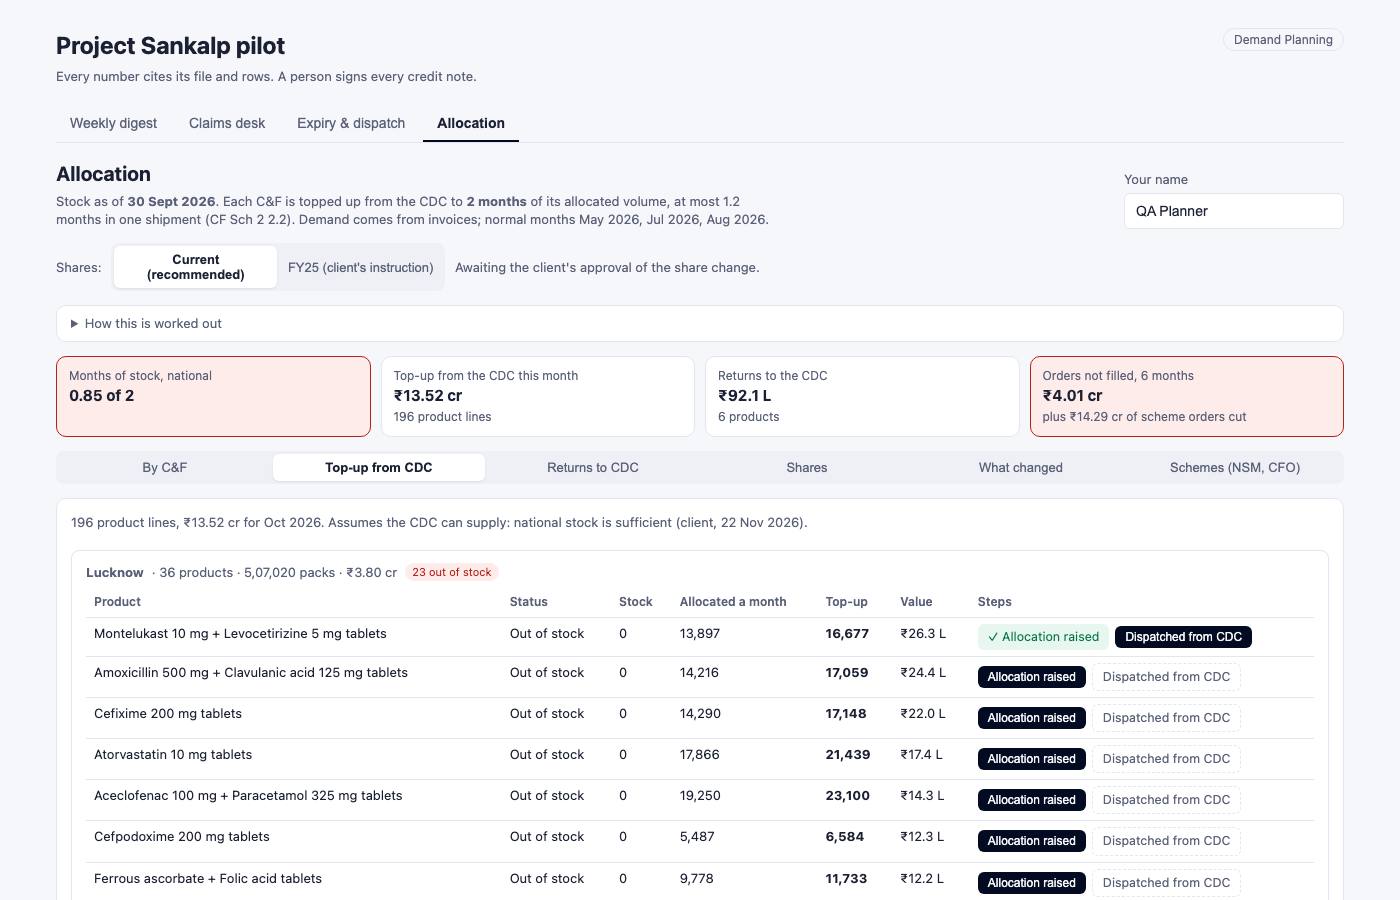 Project Sankalp pilot
Demand Planning
Every number cites its file and rows. A person signs every credit note.
Weekly digest Claims desk Expiry & dispatch Allocation
Allocation
Stock as of 30 Sept 2026. Each C&F is topped up from the CDC to 2 months of its allocated volume, at most 1.2
months in one shipment (CF Sch 2 2.2). Demand comes from invoices; normal months May 2026, Jul 2026, Aug 2026.
Your name
QA Planner
Shares: Current (recommended) FY25 (client's instruction) Awaiting the client's approval of the share change.
▶ How this is worked out
Months of stock, national
0.85 of 2
Top-up from the CDC this month
₹13.52 cr
196 product lines
Returns to the CDC
₹92.1 L
6 products
Orders not filled, 6 months
₹4.01 cr
plus ₹14.29 cr of scheme orders cut
By C&F Top-up from CDC Returns to CDC Shares What changed Schemes (NSM, CFO)
196 product lines, ₹13.52 cr for Oct 2026. Assumes the CDC can supply: national stock is sufficient (client, 22 Nov 2026).
Lucknow · 36 products · 5,07,020 packs · ₹3.80 cr 23 out of stock
Product Status Stock Allocated a month Top-up Value Steps
Montelukast 10 mg + Levocetirizine 5 mg tablets Out of stock 0 13,897 16,677 ₹26.3 L ✓ Allocation raised Dispatched from CDC
Amoxicillin 500 mg + Clavulanic acid 125 mg tablets Out of stock 0 14,216 17,059 ₹24.4 L Allocation raised Dispatched from CDC
Cefixime 200 mg tablets Out of stock 0 14,290 17,148 ₹22.0 L Allocation raised Dispatched from CDC
Atorvastatin 10 mg tablets Out of stock 0 17,866 21,439 ₹17.4 L Allocation raised Dispatched from CDC
Aceclofenac 100 mg + Paracetamol 325 mg tablets Out of stock 0 19,250 23,100 ₹14.3 L Allocation raised Dispatched from CDC
Cefpodoxime 200 mg tablets Out of stock 0 5,487 6,584 ₹12.3 L Allocation raised Dispatched from CDC
Ferrous ascorbate + Folic acid tablets Out of stock 0 9,778 11,733 ₹12.2 L Allocation raised Dispatched from CDC